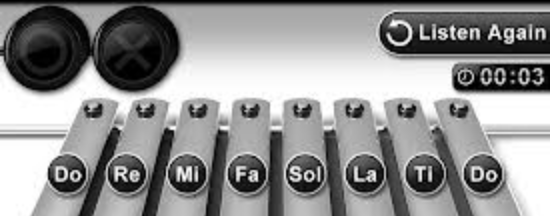 Listen Again
00:03
Do Re Mi Fa Sol La Ti Do